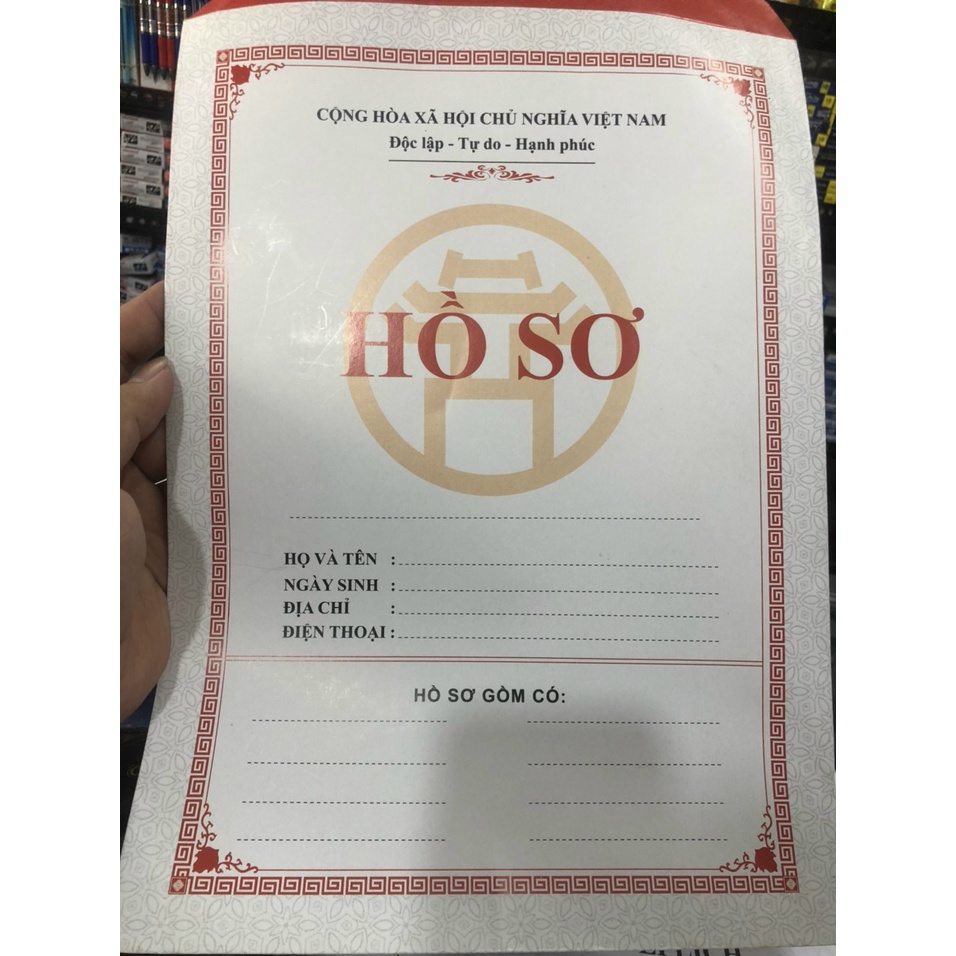 CỘNG HÒA XÃ HỘI CHỦ NGHĨA VIỆT NAM
Độc lập - Tự do - Hạnh phúc
HỒ SƠ
HỌ VÀ TÊN :
NGÀY SINH :
ĐỊA CHỈ :
ĐIỆN THOẠI :
HỒ SƠ GỒM CÓ: